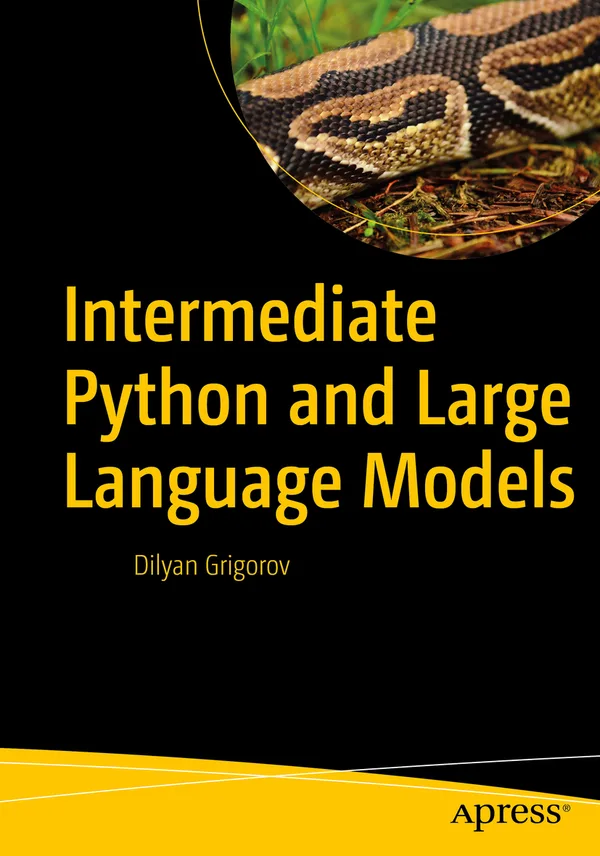 Intermediate
Python and Large
Language Models
Dilyan Grigorov
Apress®